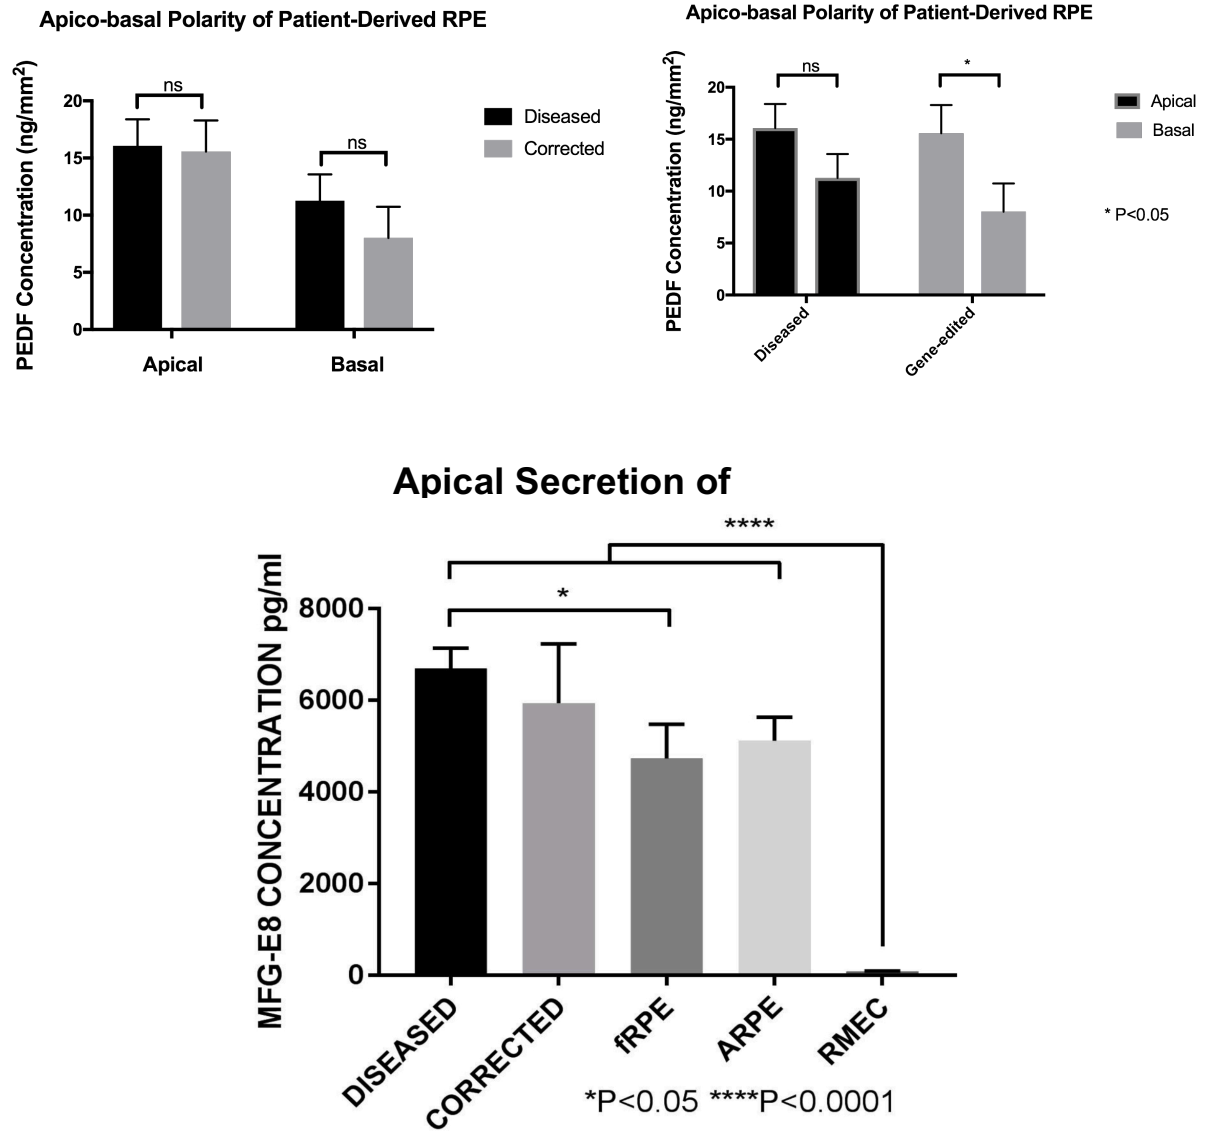 Apico-basal Polarity of Patient-Derived RPE
PEDF Concentration (ng/mm²)
20
15
10
5
0
ns
ns
Apical
Basal
Diseased
Corrected
Apico-basal Polarity of Patient-Derived RPE
PEDF Concentration (ng/mm²)
20
15
10
5
0
ns
*
Diseased
Gene-edited
Apical
Basal
* P<0.05
Apical Secretion of
MFG-E8 CONCENTRATION pg/ml
8000
6000
4000
2000
0
****
*
DISEASED
CORRECTED
fRPE
ARPE
RMEC
*P<0.05 ****P<0.0001